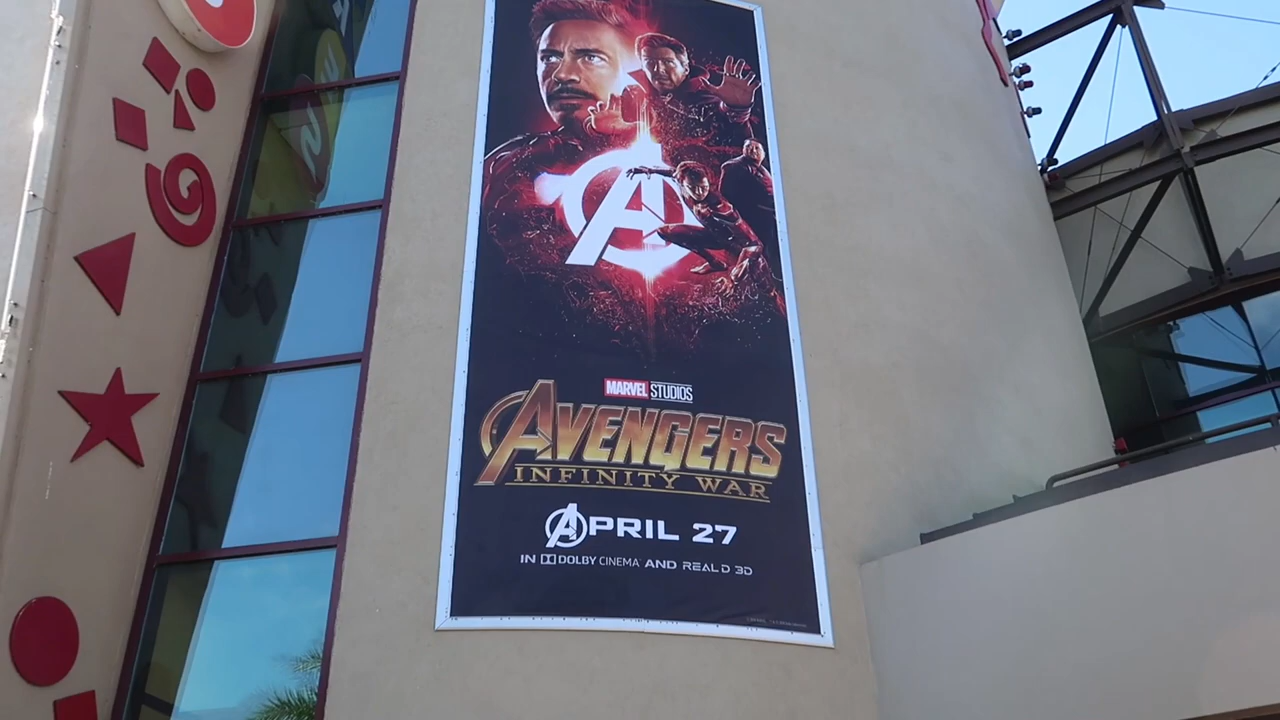 MARVEL STUDIOS
AVENGERS
INFINITY WAR
APRIL 27
IN DOLBY CINEMA AND REAL D 3D